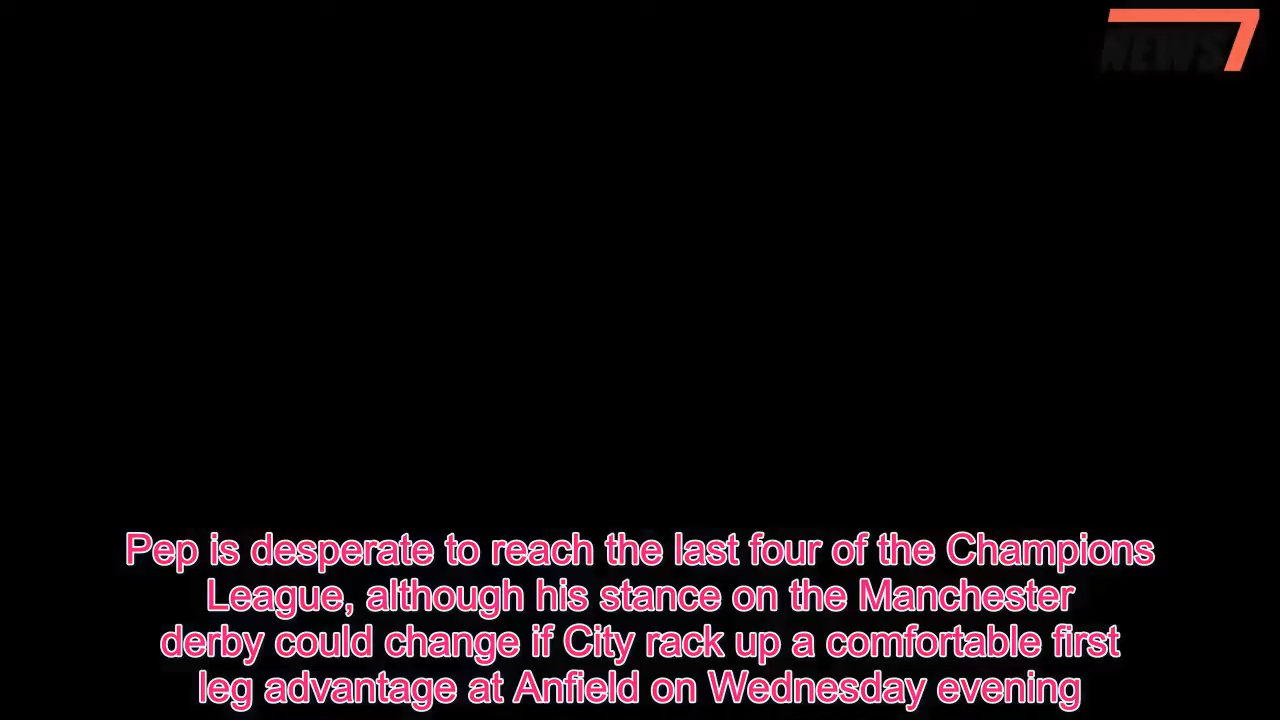 NEWS7
Pep is desperate to reach the last four of the Champions
League, although his stance on the Manchester
derby could change if City rack up a comfortable first
leg advantage at Anfield on Wednesday evening